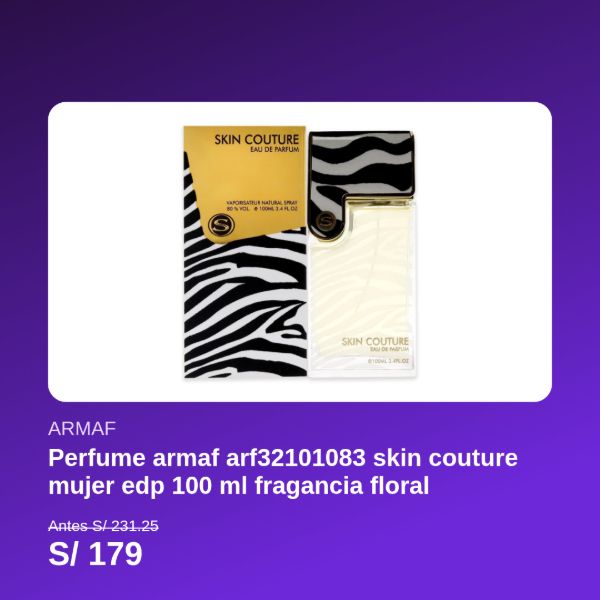 SKIN COUTURE
EAU DE PARFUM
VAPORISATEUR NATURAL SPRAY
80 % VOL. ℮ 100ML 3.4 FL.OZ
S
S
SKIN COUTURE
EAU DE PARFUM
℮100ML 3.4FL.OZ
ARMAF
Perfume armaf arf32101083 skin couture
mujer edp 100 ml fragancia floral
Antes S/ 231.25
S/ 179